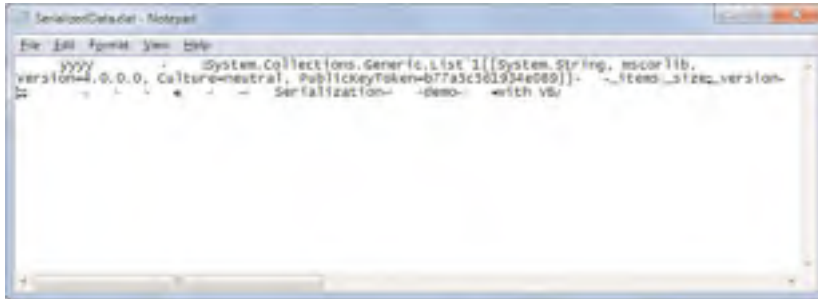 SerializedData.dat - Notepad
File Edit Format View Help
ÿÿÿÿ System.Collections.Generic.List`1[[System.String, mscorlib,
Version=4.0.0.0, Culture=neutral, PublicKeyToken=b77a5c561934e089]] _items _size _version
Serialization demo with VB